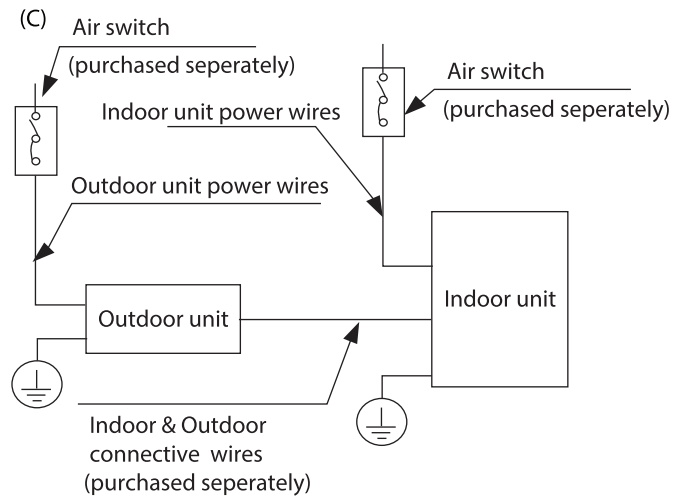 (C)
Air switch
(purchased seperately)
Air switch
(purchased seperately)
Indoor unit power wires
Outdoor unit power wires
Indoor unit
Outdoor unit
Indoor & Outdoor
connective wires
(purchased seperately)